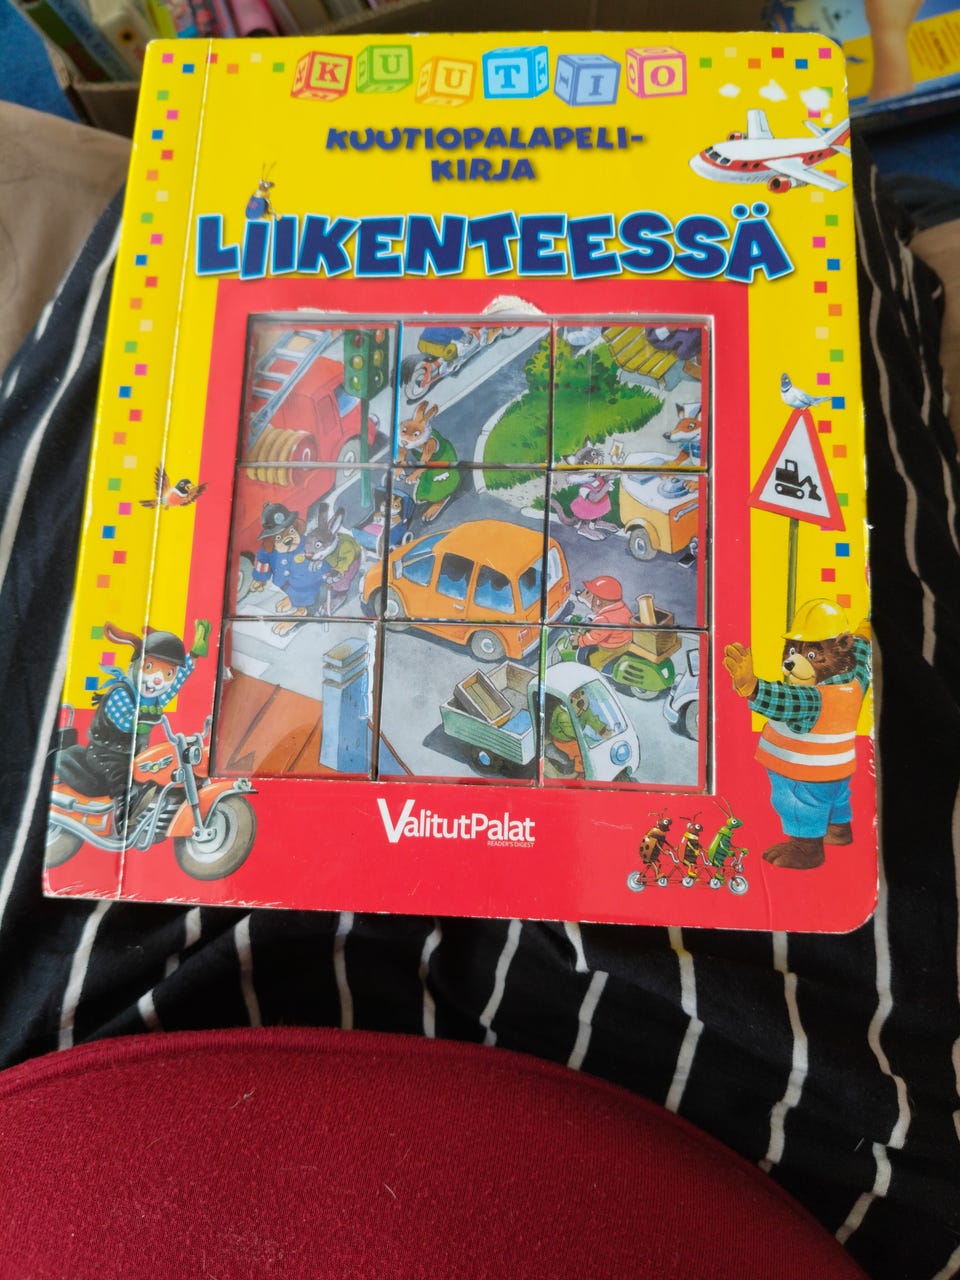 KUUTIO
KUUTIOPALAPELI-
KIRJA
LIIKENTEESSÄ
ValitutPalat
READER'S DIGEST